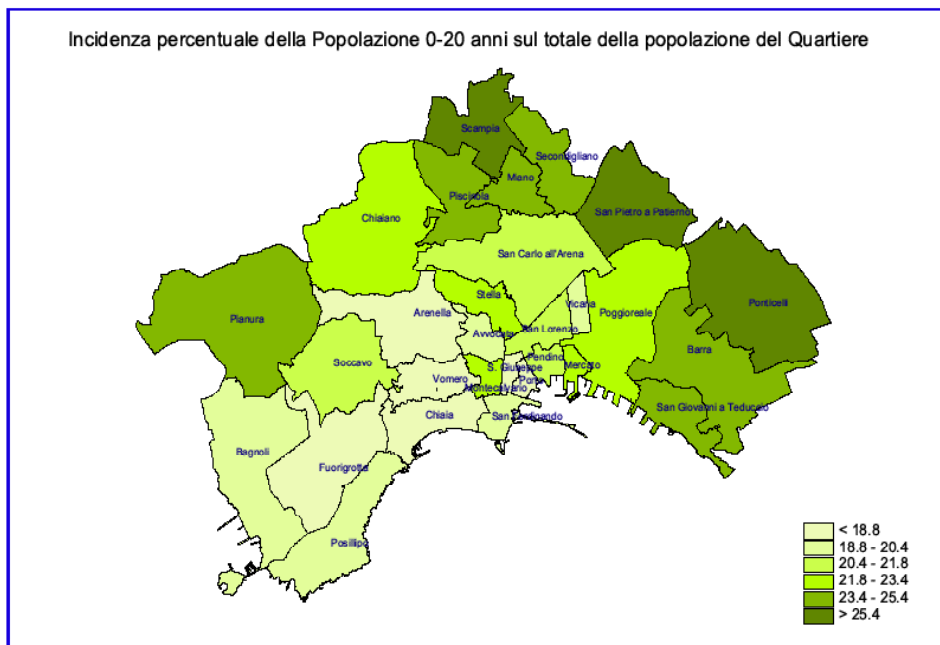 Incidenza percentuale della Popolazione 0-20 anni sul totale della popolazione del Quartiere
Scampia
Secondigliano
Miano
Piscinola
San Pietro a Patierno
Chiaiano
San Carlo all'Arena
Stella
Vicaria
Ponticelli
Pianura
Arenella
Poggioreale
Avvocata
San Lorenzo
Barra
Soccavo
Pendino
S. Giuseppe
Mercato
Vomero
Porto
Montecalvario
Chiaia
San Ferdinando
San Giovanni a Teduccio
Bagnoli
Fuorigrotta
Posillipo
< 18.8
18.8 - 20.4
20.4 - 21.8
21.8 - 23.4
23.4 - 25.4
> 25.4